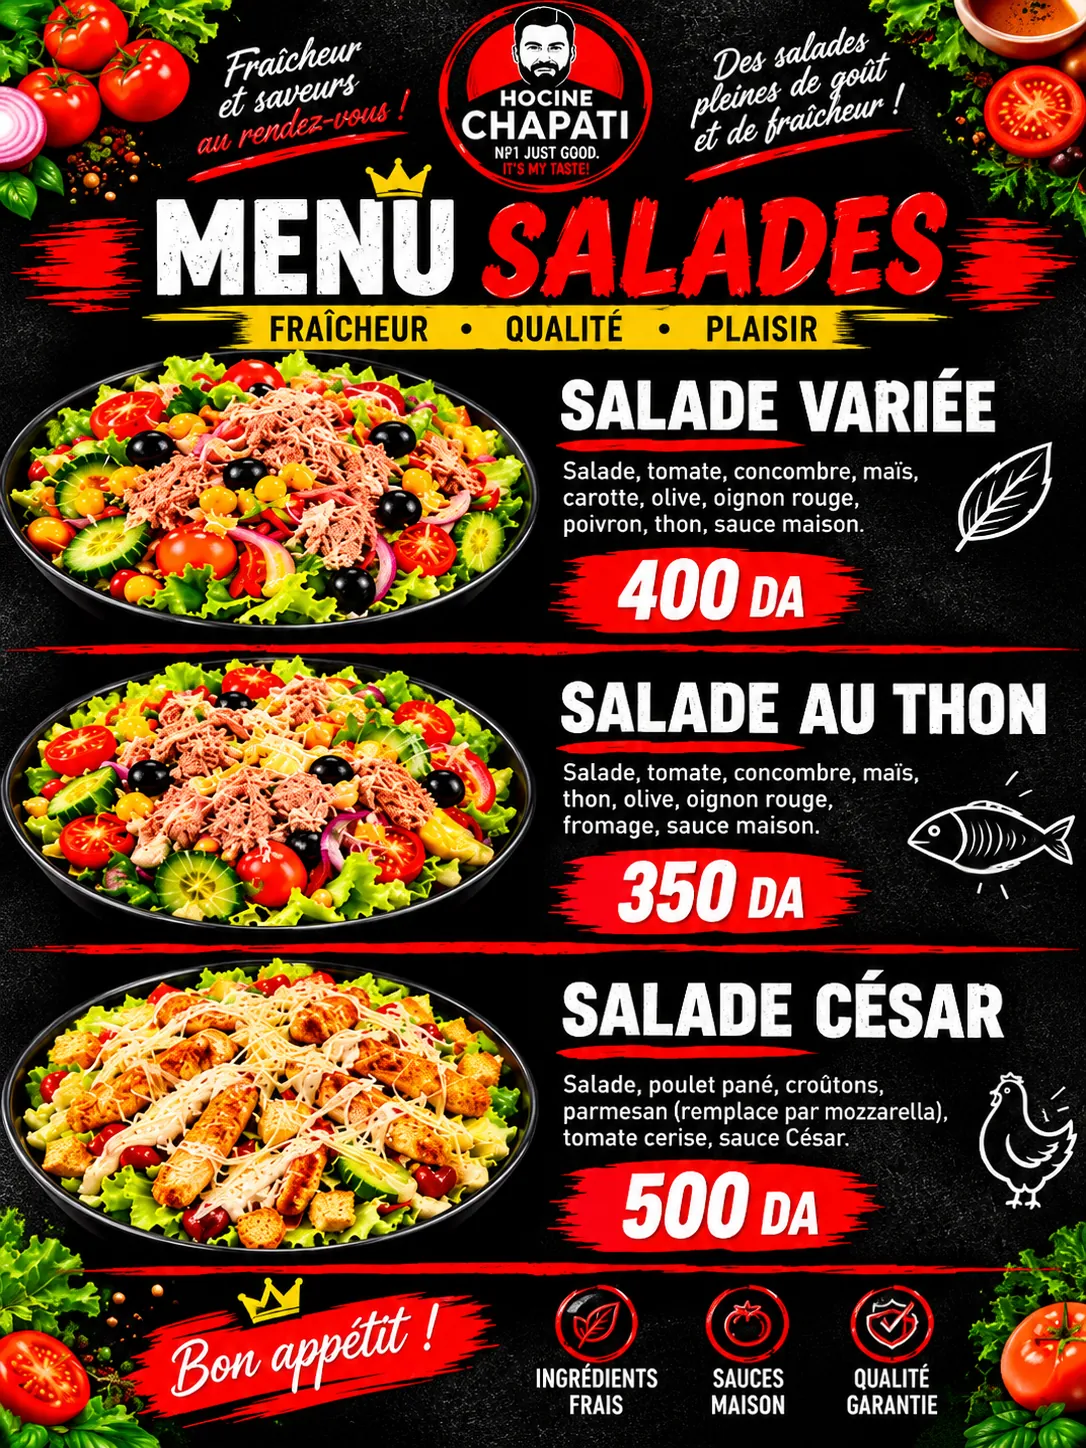 Fraîcheur
et saveurs
au rendez-vous !
HOCINE
CHAPATI
Nº1 JUST GOOD.
IT'S MY TASTE!
Des salades
pleines de goût
et de fraîcheur !
MENU SALADES
FRAÎCHEUR • QUALITÉ • PLAISIR
SALADE VARIÉE
Salade, tomate, concombre, maïs,
carotte, olive, oignon rouge,
poivron, thon, sauce maison.
400 DA
SALADE AU THON
Salade, tomate, concombre, maïs,
thon, olive, oignon rouge,
fromage, sauce maison.
350 DA
SALADE CÉSAR
Salade, poulet pané, croûtons,
parmesan (remplace par mozzarella),
tomate cerise, sauce César.
500 DA
Bon appétit !
INGRÉDIENTS
FRAIS
SAUCES
MAISON
QUALITÉ
GARANTIE